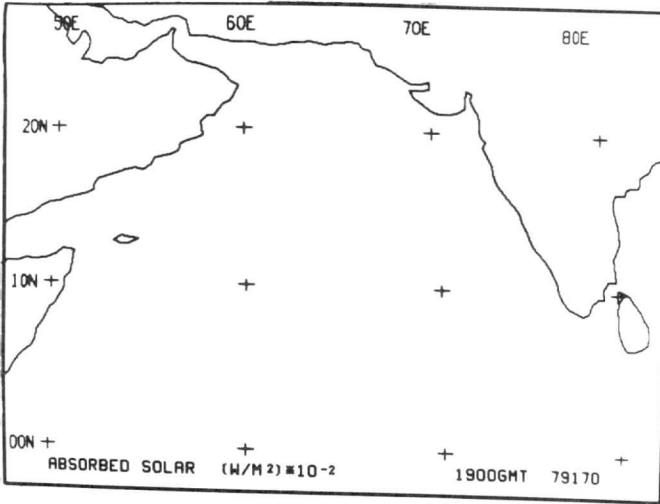 50E 60E 70E 80E
20N
10N
00N
ABSORBED SOLAR (W/M²)*10⁻²
1900GMT 79170